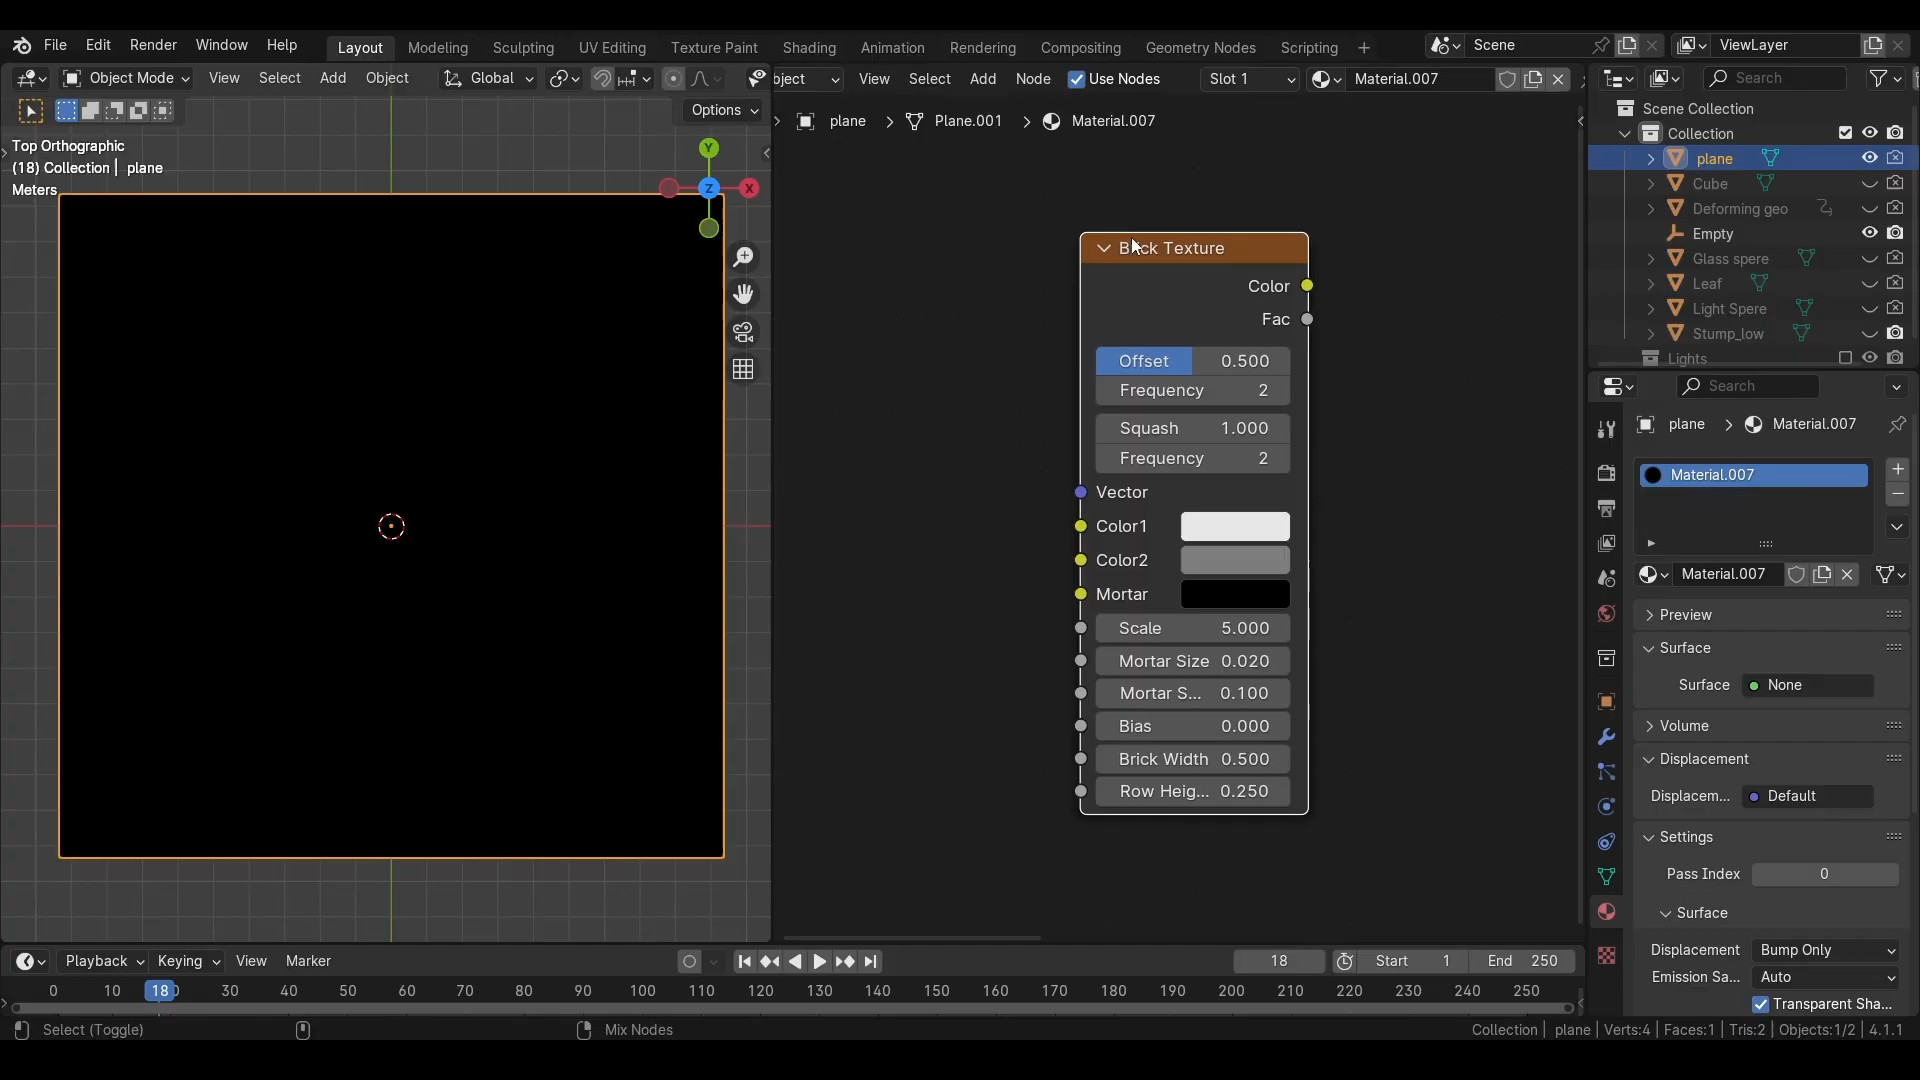 File Edit Render Window Help Layout Modeling Sculpting UV Editing Texture Paint Shading Animation Rendering Compositing Geometry Nodes Scripting + Scene ViewLayer
Object Mode View Select Add Object Global bject View Select Add Node Use Nodes Slot 1 Material.007 Search
Options
plane > Plane.001 > Material.007
Scene Collection
Collection
plane
Cube
Deforming geo
Empty
Glass spere
Leaf
Light Spere
Stump_low
Lights
Top Orthographic
(18) Collection | plane
Meters
Y
Z
X
Brick Texture
Color
Fac
Offset 0.500
Frequency 2
Squash 1.000
Frequency 2
Vector
Color1
Color2
Mortar
Scale 5.000
Mortar Size 0.020
Mortar S... 0.100
Bias 0.000
Brick Width 0.500
Row Heig... 0.250
Search
plane > Material.007
Material.007
Material.007
Preview
Surface
Surface None
Volume
Displacement
Displacem... Default
Settings
Pass Index 0
Surface
Displacement Bump Only
Emission Sa... Auto
Transparent Sha...
Playback Keying View Marker 18 Start 1 End 250
0 10 18 30 40 50 60 70 80 90 100 110 120 130 140 150 160 170 180 190 200 210 220 230 240 250
Select (Toggle) Mix Nodes Collection | plane | Verts:4 | Faces:1 | Tris:2 | Objects:1/2 | 4.1.1